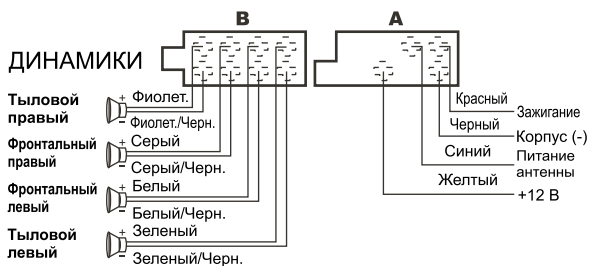 B
A
ДИНАМИКИ
Тыловой правый
+
−
Фиолет.
Фиолет./Черн.
Фронтальный правый
+
−
Серый
Серый/Черн.
Фронтальный левый
+
−
Белый
Белый/Черн.
Тыловой левый
+
−
Зеленый
Зеленый/Черн.
Красный
Зажигание
Черный
Корпус (-)
Синий
Питание антенны
Желтый
+12 В